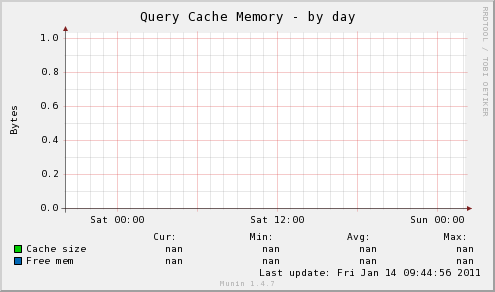 Query Cache Memory - by day
RRDTOOL / TOBI OETIKER
Bytes
1.0
0.8
0.6
0.4
0.2
0.0
Sat 00:00 Sat 12:00 Sun 00:00
Cur: Min: Avg: Max:
Cache size nan nan nan nan
Free mem nan nan nan nan
Last update: Fri Jan 14 09:44:56 2011
Munin 1.4.7